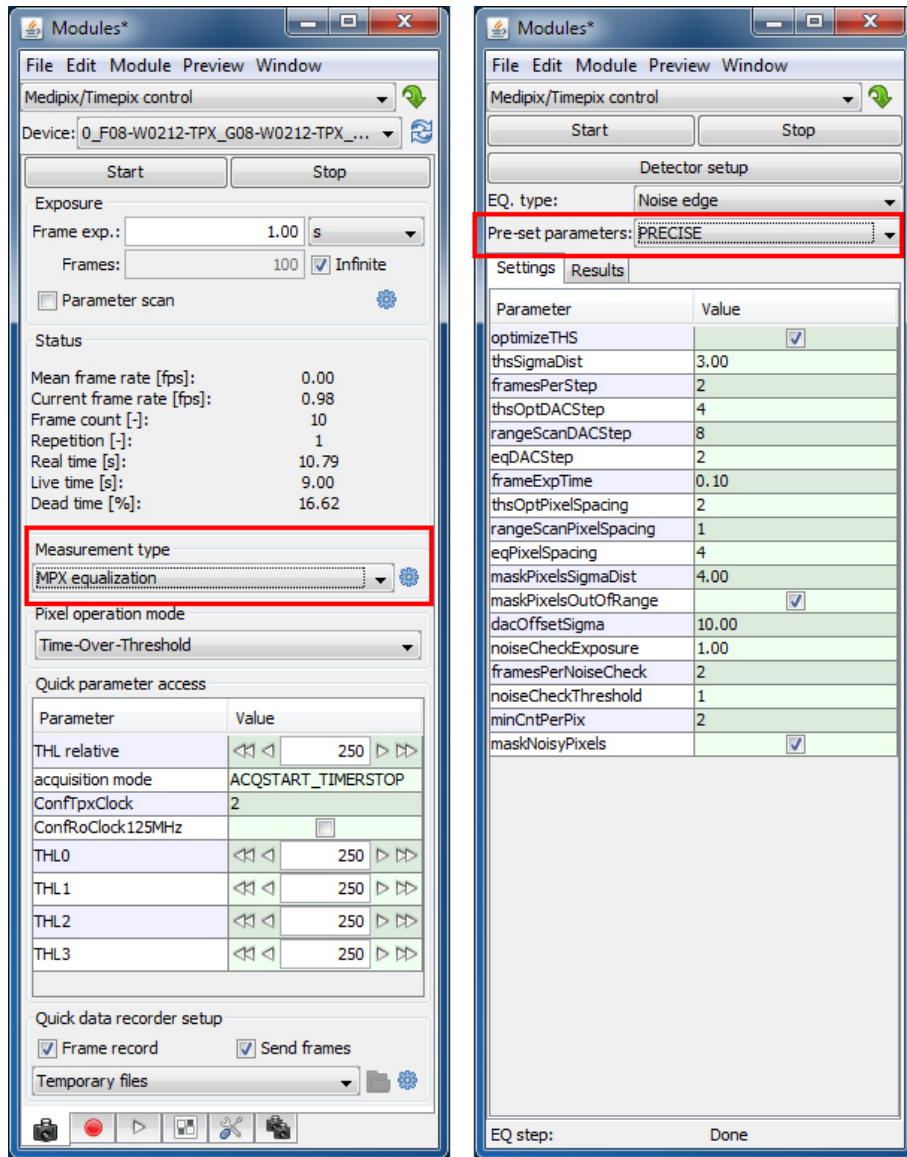 Modules*
File Edit Module Preview Window
Medipix/Timepix control
Device: 0_F08-W0212-TPX_G08-W0212-TPX_...
Start Stop
Exposure
Frame exp.: 1.00 s
Frames: 100 Infinite
Parameter scan
Status
Mean frame rate [fps]: 0.00
Current frame rate [fps]: 0.98
Frame count [-]: 10
Repetition [-]: 1
Real time [s]: 10.79
Live time [s]: 9.00
Dead time [%]: 16.62
Measurement type
MPX equalization
Pixel operation mode
Time-Over-Threshold
Quick parameter access
Parameter Value
THL relative 250
acquisition mode ACQSTART_TIMERSTOP
ConfTpxClock 2
ConfRoClock125MHz
THL0 250
THL1 250
THL2 250
THL3 250
Quick data recorder setup
Frame record Send frames
Temporary files
Modules*
File Edit Module Preview Window
Medipix/Timepix control
Start Stop
Detector setup
EQ. type: Noise edge
Pre-set parameters: PRECISE
Settings Results
Parameter Value
optimizeTHS
thsSigmaDist 3.00
framesPerStep 2
thsOptDACStep 4
rangeScanDACStep 8
eqDACStep 2
frameExpTime 0.10
thsOptPixelSpacing 2
rangeScanPixelSpacing 1
eqPixelSpacing 4
maskPixelsSigmaDist 4.00
maskPixelsOutOfRange
dacOffsetSigma 10.00
noiseCheckExposure 1.00
framesPerNoiseCheck 2
noiseCheckThreshold 1
minCntPerPix 2
maskNoisyPixels
EQ step: Done